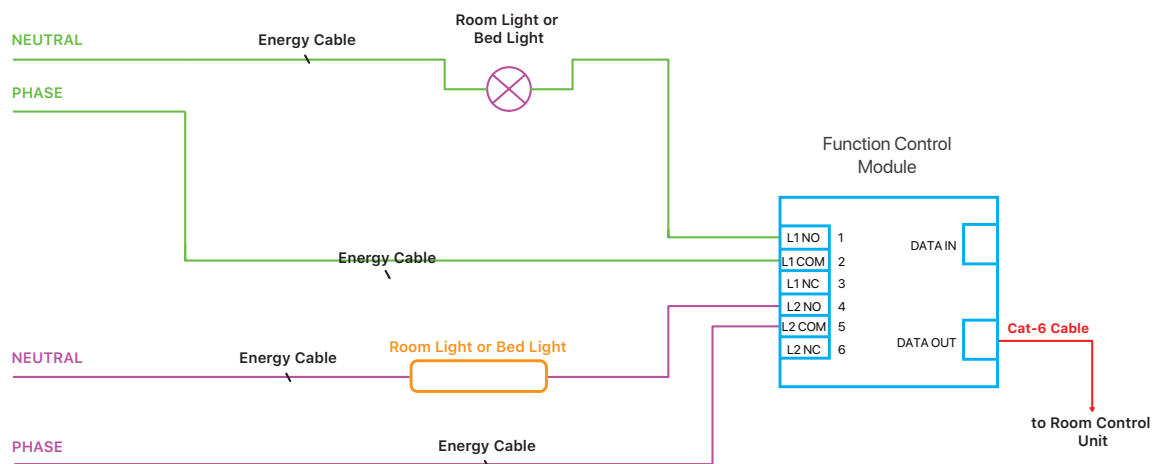 Room Light or
Bed Light
NEUTRAL
Energy Cable
PHASE
Function Control
Module
L1 NO 1
DATA IN
L1 COM 2
Energy Cable
L1 NC 3
L2 NO 4
L2 COM 5
Cat-6 Cable
DATA OUT
L2 NC 6
Room Light or Bed Light
NEUTRAL
Energy Cable
to Room Control
Unit
PHASE
Energy Cable